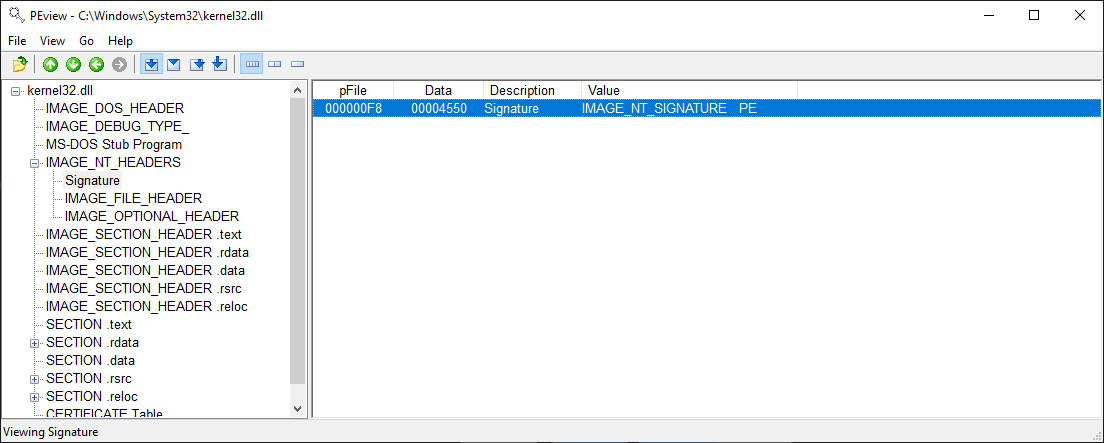 PEview - C:\Windows\System32\kernel32.dll
File View Go Help
kernel32.dll
IMAGE_DOS_HEADER
IMAGE_DEBUG_TYPE_
MS-DOS Stub Program
IMAGE_NT_HEADERS
Signature
IMAGE_FILE_HEADER
IMAGE_OPTIONAL_HEADER
IMAGE_SECTION_HEADER .text
IMAGE_SECTION_HEADER .rdata
IMAGE_SECTION_HEADER .data
IMAGE_SECTION_HEADER .rsrc
IMAGE_SECTION_HEADER .reloc
SECTION .text
SECTION .rdata
SECTION .data
SECTION .rsrc
SECTION .reloc
CERTIFICATE Table
pFile Data Description Value
000000F8 00004550 Signature IMAGE_NT_SIGNATURE PE
Viewing Signature